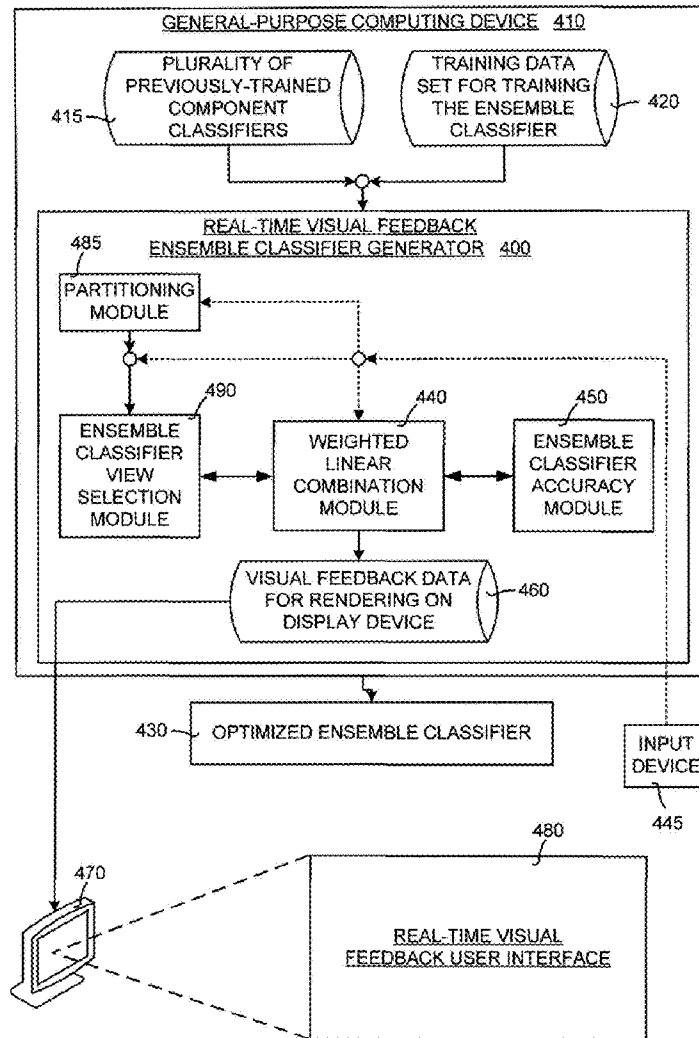 GENERAL-PURPOSE COMPUTING DEVICE 410
PLURALITY OF
PREVIOUSLY-TRAINED
COMPONENT
CLASSIFIERS
415
TRAINING DATA
SET FOR TRAINING
THE ENSEMBLE
CLASSIFIER
420
REAL-TIME VISUAL FEEDBACK
ENSEMBLE CLASSIFIER GENERATOR 400
485
PARTITIONING
MODULE
490
ENSEMBLE
CLASSIFIER
VIEW
SELECTION
MODULE
440
WEIGHTED
LINEAR
COMBINATION
MODULE
450
ENSEMBLE
CLASSIFIER
ACCURACY
MODULE
VISUAL FEEDBACK DATA
FOR RENDERING ON
DISPLAY DEVICE
460
430
OPTIMIZED ENSEMBLE CLASSIFIER
INPUT
DEVICE
445
470
480
REAL-TIME VISUAL
FEEDBACK USER INTERFACE